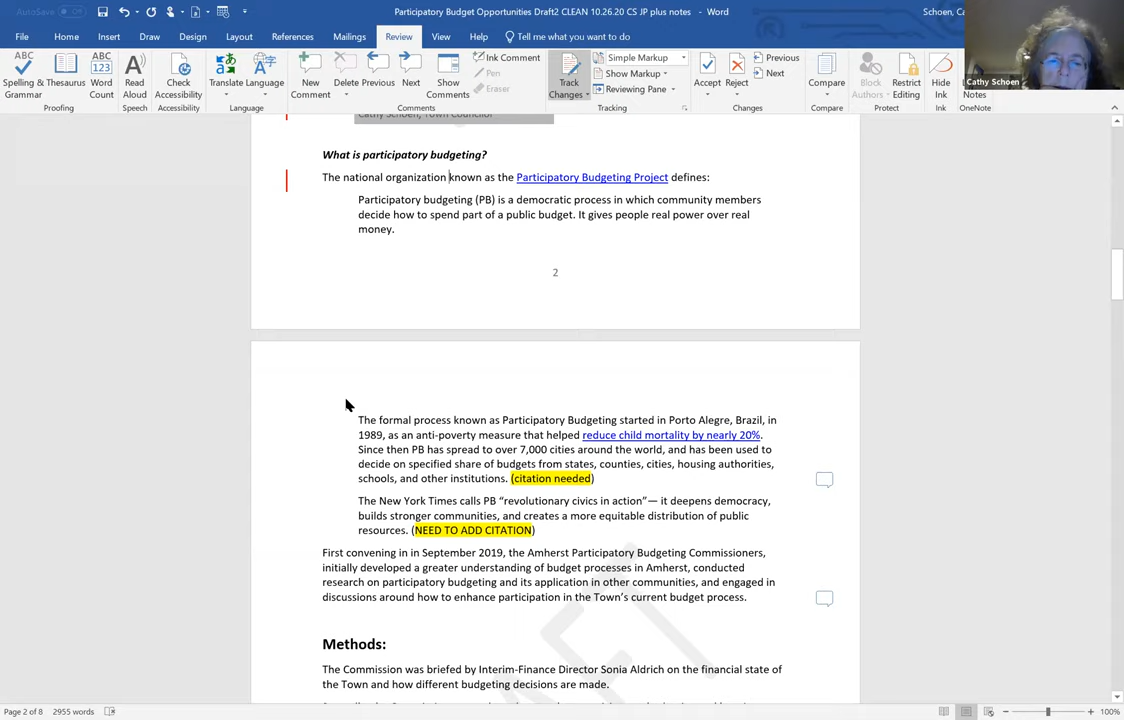 AutoSave Off
Participatory Budget Opportunities Draft2 CLEAN 10.26.20 CS JP plus notes - Word
Schoen, Ca
File Home Insert Draw Design Layout References Mailings Review View Help Tell me what you want to do
ABC Spelling & Grammar
Thesaurus
ABC 123 Word Count
Read Aloud
Check Accessibility
Translate Language
New Comment
Delete Previous Next
Show Comments
Ink Comment
Pen
Eraser
Track Changes
Simple Markup
Show Markup
Reviewing Pane
Accept Reject
Previous
Next
Compare
Block Authors
Restrict Editing
Hide Ink
Notes
Proofing Speech Accessibility Language Comments Tracking Changes Compare Protect Ink OneNote
Cathy Schoen
Cathy Schoen, Town Councilor
What is participatory budgeting?
The national organization known as the Participatory Budgeting Project defines:
Participatory budgeting (PB) is a democratic process in which community members
decide how to spend part of a public budget. It gives people real power over real
money.
2
The formal process known as Participatory Budgeting started in Porto Alegre, Brazil, in
1989, as an anti-poverty measure that helped reduce child mortality by nearly 20%.
Since then PB has spread to over 7,000 cities around the world, and has been used to
decide on specified share of budgets from states, counties, cities, housing authorities,
schools, and other institutions. (citation needed)
The New York Times calls PB “revolutionary civics in action”— it deepens democracy,
builds stronger communities, and creates a more equitable distribution of public
resources. (NEED TO ADD CITATION)
First convening in in September 2019, the Amherst Participatory Budgeting Commissioners,
initially developed a greater understanding of budget processes in Amherst, conducted
research on participatory budgeting and its application in other communities, and engaged in
discussions around how to enhance participation in the Town’s current budget process.
Methods:
The Commission was briefed by Interim-Finance Director Sonia Aldrich on the financial state of
the Town and how different budgeting decisions are made.
Page 2 of 8 2955 words
100%